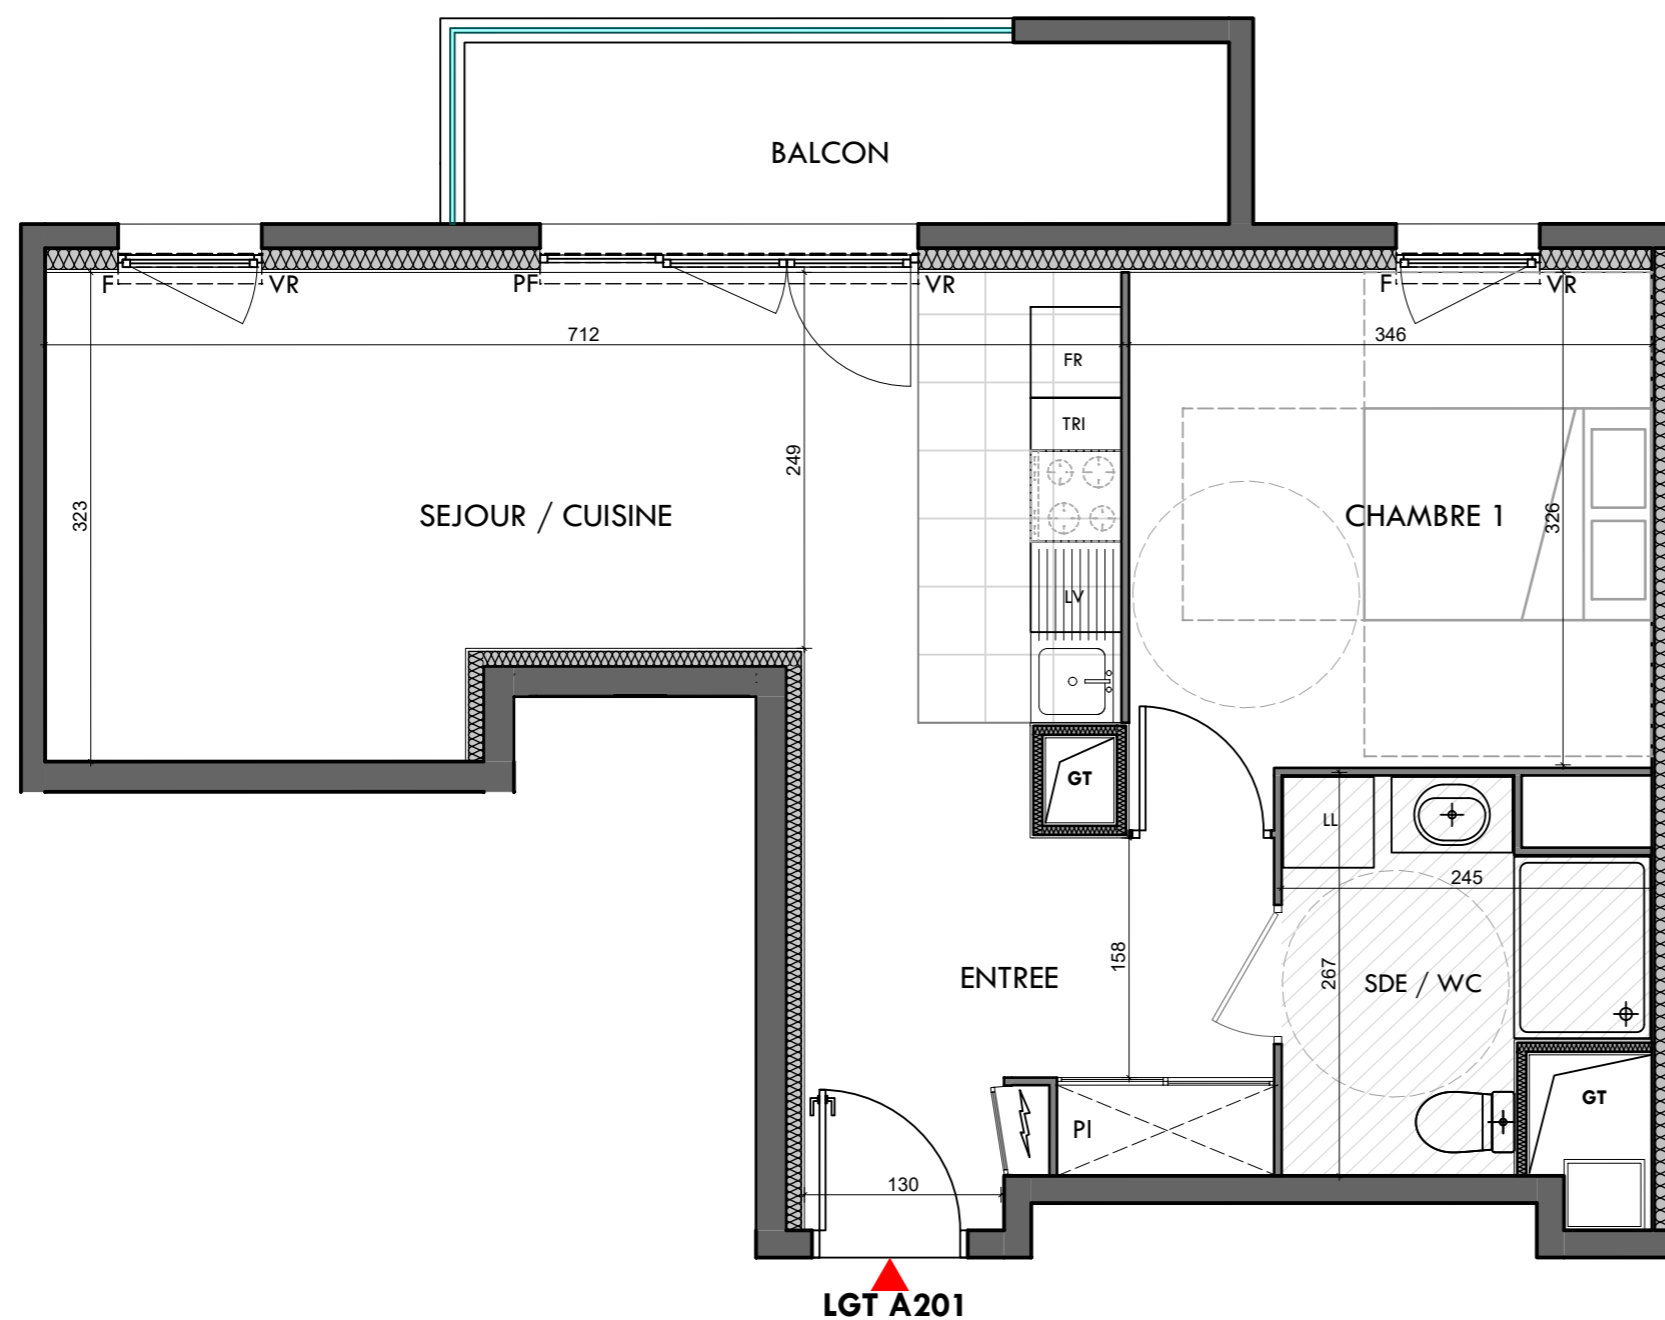 BALCON
F
VR
PF
VR
F
VR
712
346
FR
TRI
249
323
SEJOUR / CUISINE
CHAMBRE 1
326
LV
GT
LL
245
158
267
ENTREE
SDE / WC
PI
GT
130
LGT A201